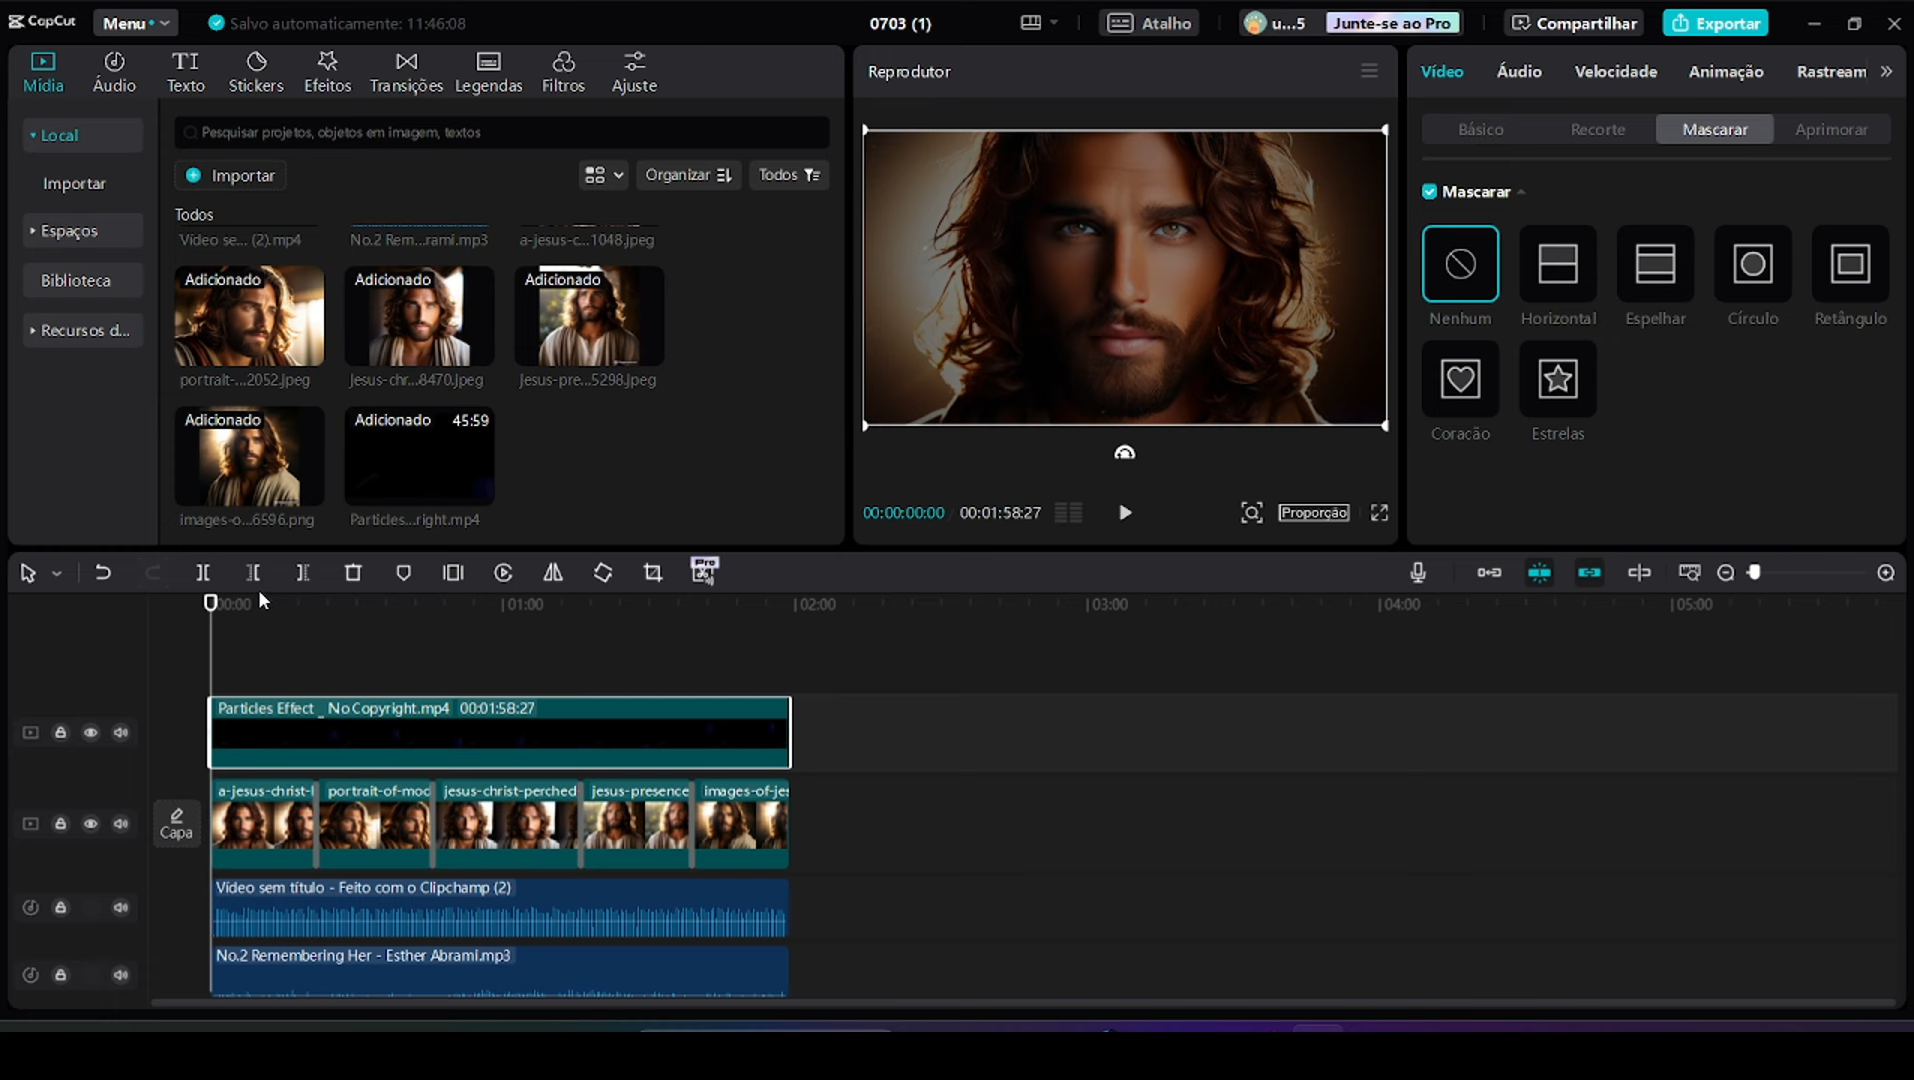 CapCut
Menu
Salvo automaticamente: 11:46:08
0703 (1)
Atalho
u...5
Junte-se ao Pro
Compartilhar
Exportar
Mídia
Áudio
Texto
Stickers
Efeitos
Transições
Legendas
Filtros
Ajuste
Local
Importar
Espaços
Biblioteca
Recursos d...
Pesquisar projetos, objetos em imagem, textos
Importar
Organizar
Todos
Todos
Vídeo se... (2).mp4
No.2 Rem...rami.mp3
a-jesus-c...1048.jpeg
Adicionado
Adicionado
Adicionado
portrait-...2052.jpeg
jesus-chr...8470.jpeg
jesus-pre...5298.jpeg
Adicionado
Adicionado 45:59
images-o...6596.png
Particles...right.mp4
Reprodutor
00:00:00:00 / 00:01:58:27
Proporção
Vídeo
Áudio
Velocidade
Animação
Rastream
Básico
Recorte
Mascarar
Aprimorar
Mascarar
Nenhum
Horizontal
Espelhar
Círculo
Retângulo
Coração
Estrelas
Pro
00:00
01:00
02:00
03:00
04:00
05:00
Particles Effect _ No Copyright.mp4 00:01:58:27
Capa
a-jesus-christ-l
portrait-of-mod
jesus-christ-perched
jesus-presence
images-of-jes
Vídeo sem título - Feito com o Clipchamp (2)
No.2 Remembering Her - Esther Abrami.mp3